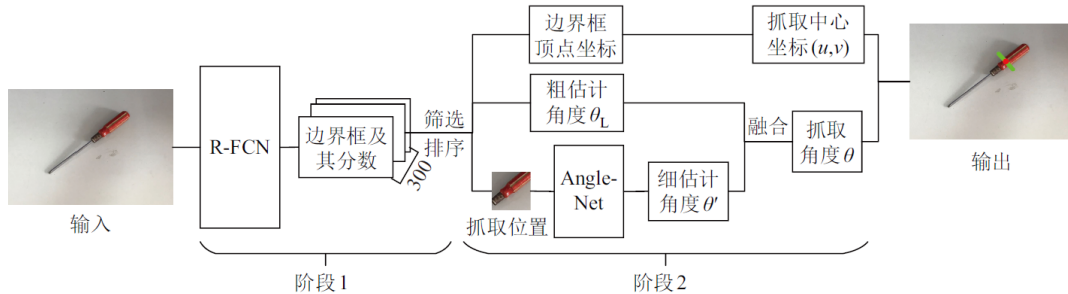 输入
R-FCN
边界框及
其分数
300
筛选
排序
阶段1
边界框
顶点坐标
抓取中心
坐标(u,v)
粗估计
角度θL
抓取位置
Angle-
Net
细估计
角度θ'
融合
抓取
角度θ
阶段2
输出